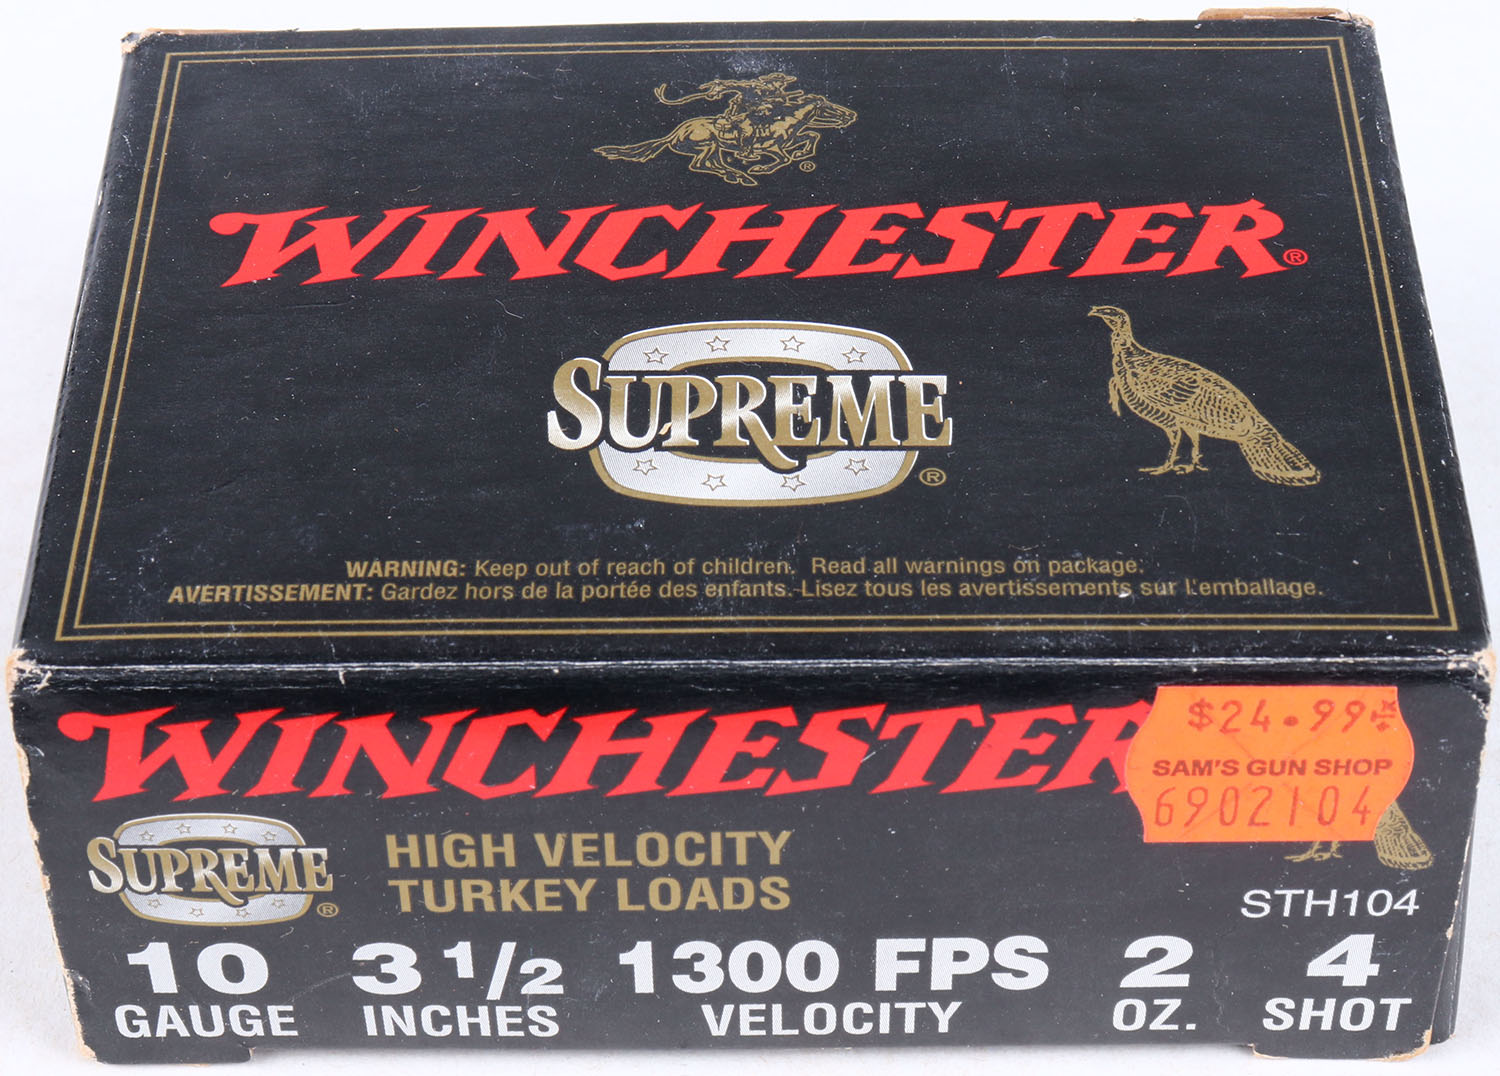 ®
WINCHESTER®
SUPREME®
WARNING: Keep out of reach of children. Read all warnings on package.
AVERTISSEMENT: Gardez hors de la portée des enfants. Lisez tous les avertissements sur l'emballage.
WINCHESTER
$24.99
SAM'S GUN SHOP
6902104
SUPREME®
HIGH VELOCITY
TURKEY LOADS
STH104
10 3 1/2 1300 FPS 2 4
GAUGE INCHES VELOCITY OZ. SHOT